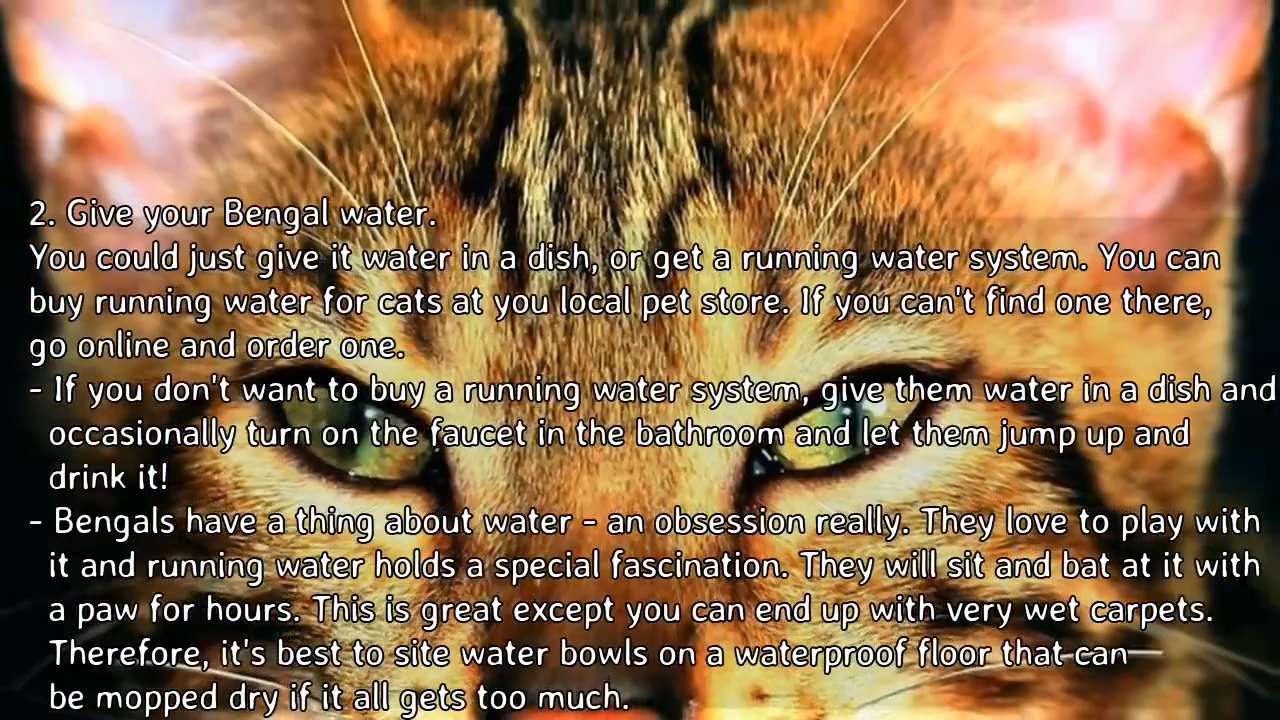 2. Give your Bengal water.
You could just give it water in a dish, or get a running water system. You can
buy running water for cats at you local pet store. If you can't find one there,
go online and order one.
- If you don't want to buy a running water system, give them water in a dish and
occasionally turn on the faucet in the bathroom and let them jump up and
drink it!
- Bengals have a thing about water - an obsession really. They love to play with
it and running water holds a special fascination. They will sit and bat at it with
a paw for hours. This is great except you can end up with very wet carpets.
Therefore, it's best to site water bowls on a waterproof floor that can
be mopped dry if it all gets too much.